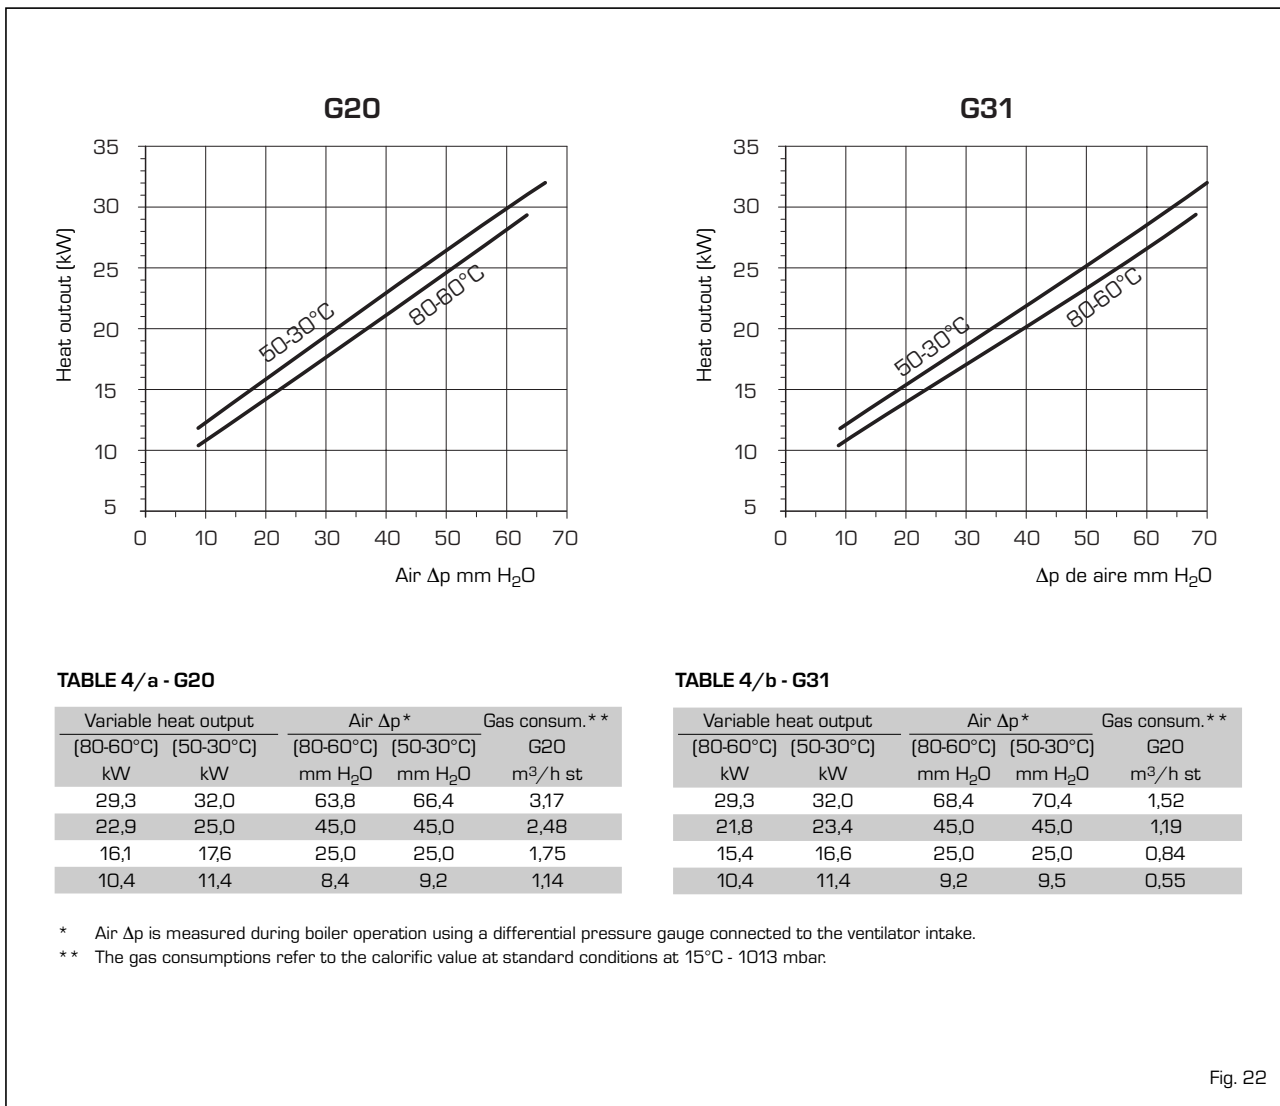 G20
35
30
25
20
15
10
5
0 10 20 30 40 50 60 70
Heat outout (kW)
50-30°C
80-60°C
Air Δp mm H₂O
G31
35
30
25
20
15
10
5
0 10 20 30 40 50 60 70
Heat outout (kW)
50-30°C
80-60°C
Δp de aire mm H₂O
TABLE 4/a - G20
Variable heat output Air Δp* Gas consum.**
(80-60°C) (50-30°C) (80-60°C) (50-30°C) G20
kW kW mm H₂O mm H₂O m³/h st
29,3 32,0 63,8 66,4 3,17
22,9 25,0 45,0 45,0 2,48
16,1 17,6 25,0 25,0 1,75
10,4 11,4 8,4 9,2 1,14
TABLE 4/b - G31
Variable heat output Air Δp* Gas consum.**
(80-60°C) (50-30°C) (80-60°C) (50-30°C) G20
kW kW mm H₂O mm H₂O m³/h st
29,3 32,0 68,4 70,4 1,52
21,8 23,4 45,0 45,0 1,19
15,4 16,6 25,0 25,0 0,84
10,4 11,4 9,2 9,5 0,55
* Air Δp is measured during boiler operation using a differential pressure gauge connected to the ventilator intake.
** The gas consumptions refer to the calorific value at standard conditions at 15°C - 1013 mbar.
Fig. 22